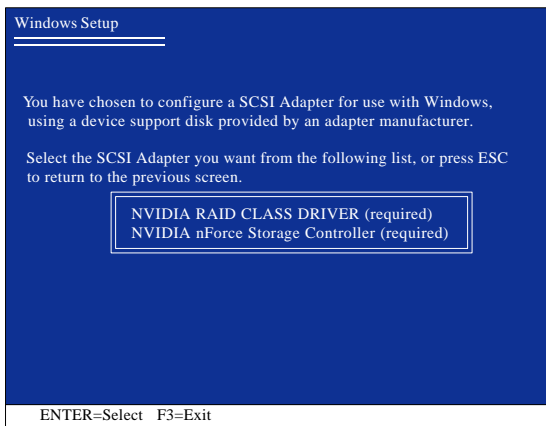 Windows Setup
You have chosen to configure a SCSI Adapter for use with Windows,
using a device support disk provided by an adapter manufacturer.
Select the SCSI Adapter you want from the following list, or press ESC
to return to the previous screen.
NVIDIA RAID CLASS DRIVER (required)
NVIDIA nForce Storage Controller (required)
ENTER=Select F3=Exit